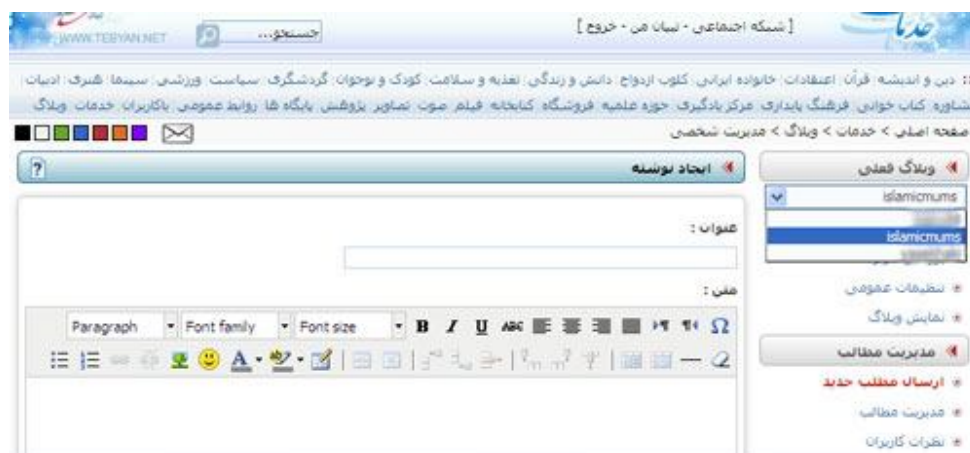 WWW.TEBYAN.NET
جستجو...
[ شبکه اجتماعی - تبیان من - خروج ]
دین و اندیشه قرآن اعتقادات خانواده ایرانی کلوب ازدواج دانش و زندگی تغذیه و سلامت کودک و نوجوان گردشگری سیاست ورزشی سینما هنری ادبیات
شاوره کتاب خوانی فرهنگ پایداری مرکز یادگیری حوزه علمیه فروشگاه کتابخانه فیلم صوت تصاویر پژوهش پایگاه ها روابط عمومی باکاربران خدمات وبلاگ
صفحه اصلی > خدمات > وبلاگ > مدیریت شخصی
وبلاگ فعلی
islamicmums
islamicmums
تنظیمات عمومی
نمایش وبلاگ
مدیریت مطالب
ارسال مطلب جدید
مدیریت مطالب
نظرات کاربران
ایجاد نوشته
?
عنوان :
متن :
Paragraph Font family Font size B I U ABC Ω